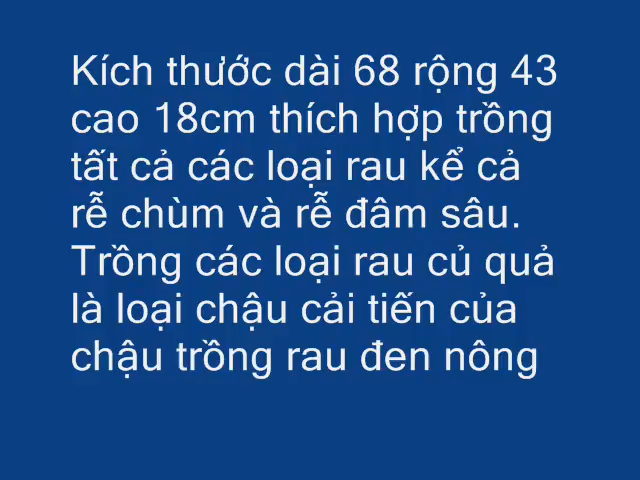 Kích thước dài 68 rộng 43
cao 18cm thích hợp trồng
tất cả các loại rau kể cả
rễ chùm và rễ đâm sâu.
Trồng các loại rau củ quả
là loại chậu cải tiến của
chậu trồng rau đen nông